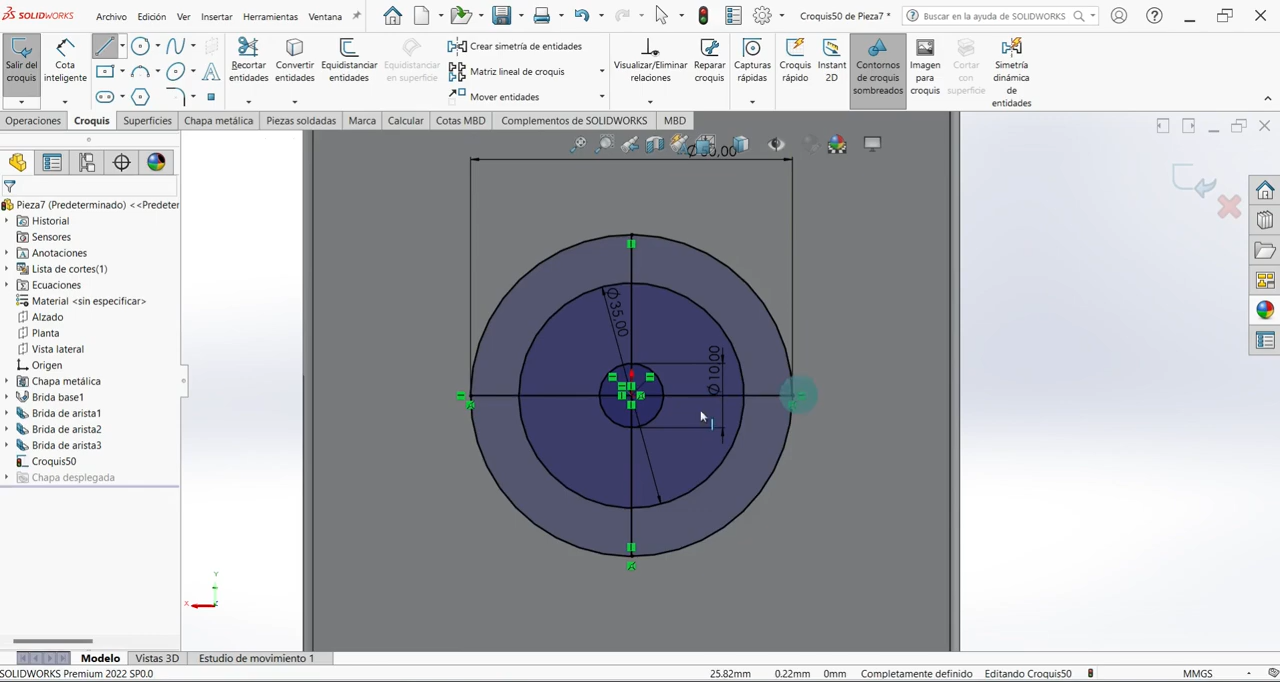 SOLIDWORKS
Archivo Edición Ver Insertar Herramientas Ventana
Croquis50 de Pieza7 *
Buscar en la ayuda de SOLIDWORKS
Salir del croquis
Cota inteligente
Recortar entidades
Convertir entidades
Equidistanciar entidades
Equidistanciar en superficie
Crear simetría de entidades
Matriz lineal de croquis
Mover entidades
Visualizar/Eliminar relaciones
Reparar croquis
Capturas rápidas
Croquis rápido
Instant 2D
Contornos de croquis sombreados
Imagen para croquis
Cortar con superficie
Simetría dinámica de entidades
Operaciones Croquis Superficies Chapa metálica Piezas soldadas Marca Calcular Cotas MBD Complementos de SOLIDWORKS MBD
Pieza7 (Predeterminado) <<Predeter
Historial
Sensores
Anotaciones
Lista de cortes(1)
Ecuaciones
Material <sin especificar>
Alzado
Planta
Vista lateral
Origen
Chapa metálica
Brida base1
Brida de arista1
Brida de arista2
Brida de arista3
Croquis50
Chapa desplegada
Ø50,00
Ø35,00
Ø10,00
Y
X
Modelo Vistas 3D Estudio de movimiento 1
SOLIDWORKS Premium 2022 SP0.0
25.82mm 0.22mm 0mm Completamente definido Editando Croquis50 MMGS